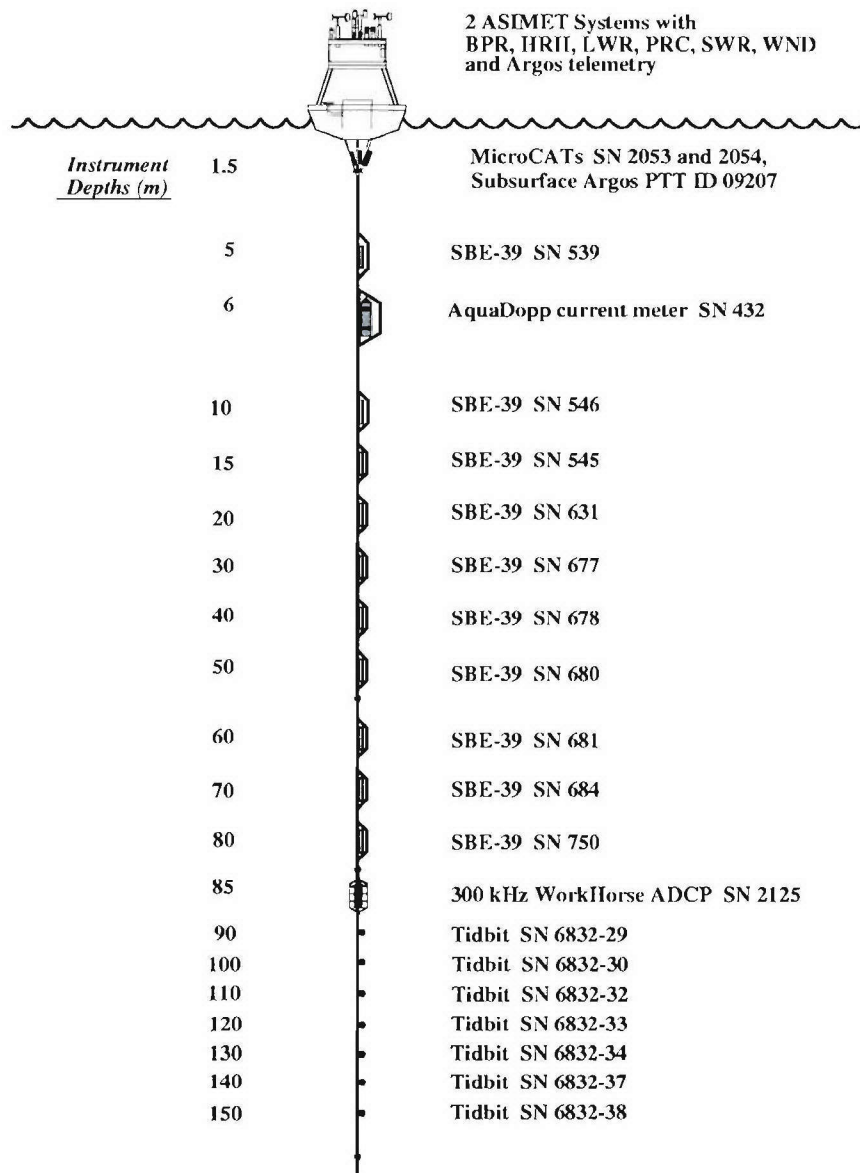 2 ASIMET Systems with
BPR, HRH, LWR, PRC, SWR, WND
and Argos telemetry
Instrument
Depths (m)
1.5 MicroCATs SN 2053 and 2054,
Subsurface Argos PTT ID 09207
5 SBE-39 SN 539
6 AquaDopp current meter SN 432
10 SBE-39 SN 546
15 SBE-39 SN 545
20 SBE-39 SN 631
30 SBE-39 SN 677
40 SBE-39 SN 678
50 SBE-39 SN 680
60 SBE-39 SN 681
70 SBE-39 SN 684
80 SBE-39 SN 750
85 300 kHz WorkHorse ADCP SN 2125
90 Tidbit SN 6832-29
100 Tidbit SN 6832-30
110 Tidbit SN 6832-32
120 Tidbit SN 6832-33
130 Tidbit SN 6832-34
140 Tidbit SN 6832-37
150 Tidbit SN 6832-38